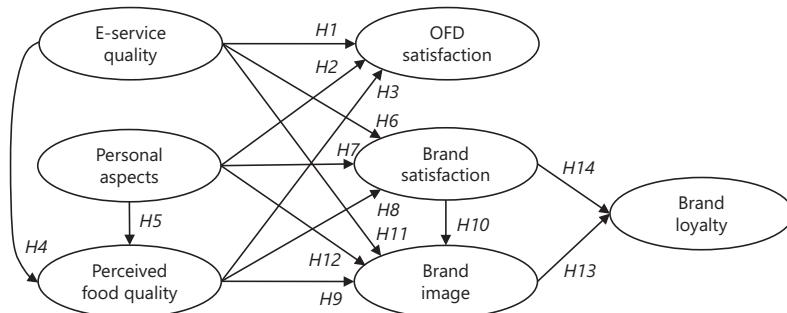 E-service
quality
H1
OFD
satisfaction
H2
H3
H6
Personal
aspects
H7
Brand
satisfaction
H14
Brand
loyalty
H5
H8
H10
H4
H11
Perceived
food quality
H12
H9
Brand
image
H13